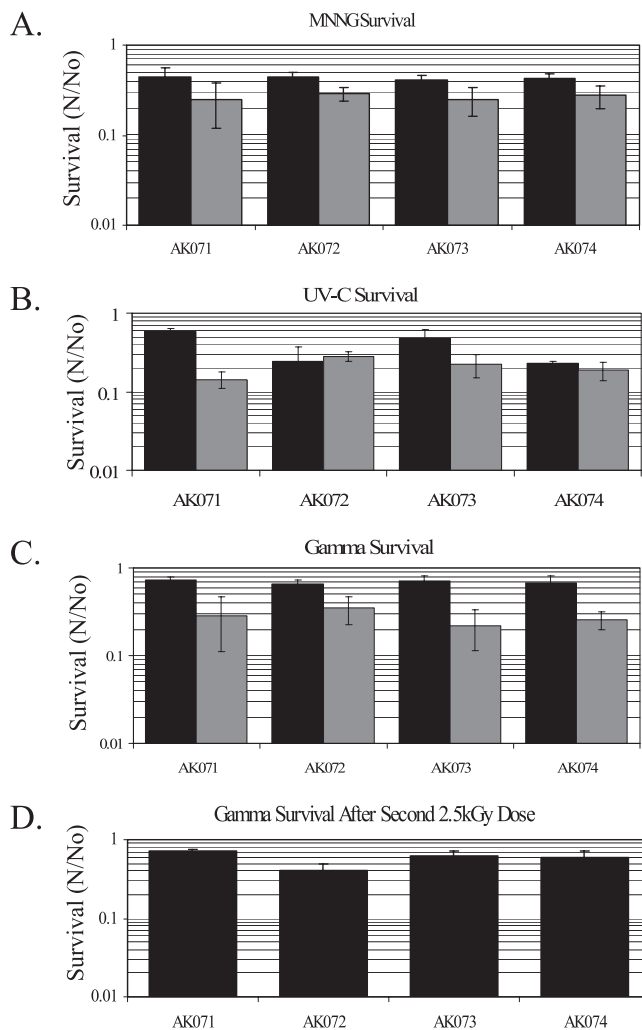 A.
MNNG Survival
Survival (N/No)
1
0.1
0.01
AK071 AK072 AK073 AK074
B.
UV-C Survival
Survival (N/No)
1
0.1
0.01
AK071 AK072 AK073 AK074
C.
Gamma Survival
Survival (N/No)
1
0.1
0.01
AK071 AK072 AK073 AK074
D.
Gamma Survival After Second 2.5kGy Dose
Survival (N/No)
1
0.1
0.01
AK071 AK072 AK073 AK074